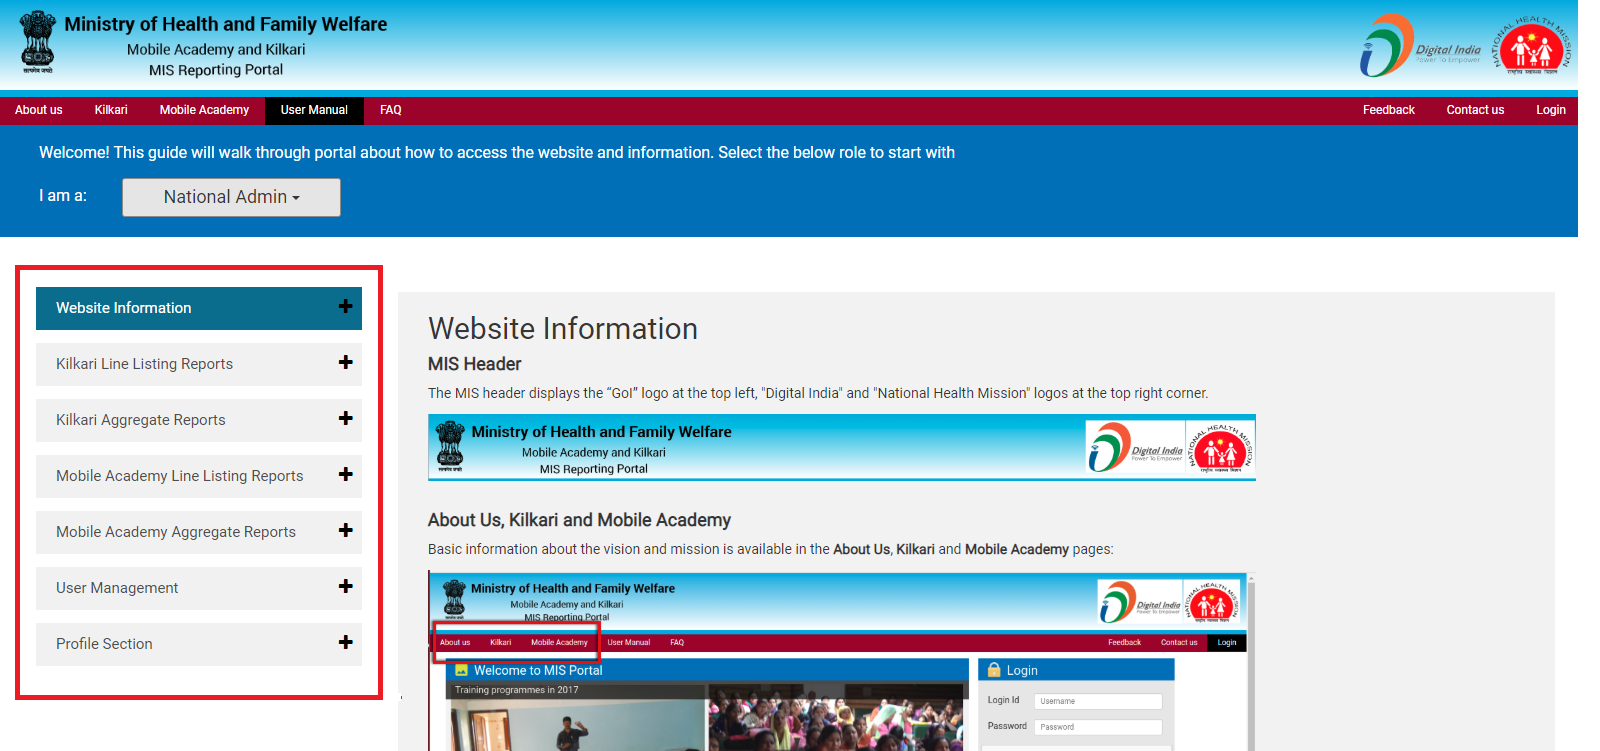 Ministry of Health and Family Welfare
Mobile Academy and Kilkari
MIS Reporting Portal
सत्यमेव जयते
Digital India
Power To Empower
NATIONAL HEALTH MISSION
राष्ट्रीय स्वास्थ्य मिशन
About us Kilkari Mobile Academy User Manual FAQ Feedback Contact us Login
Welcome! This guide will walk through portal about how to access the website and information. Select the below role to start with
I am a: National Admin
Website Information
Kilkari Line Listing Reports
Kilkari Aggregate Reports
Mobile Academy Line Listing Reports
Mobile Academy Aggregate Reports
User Management
Profile Section
Website Information
MIS Header
The MIS header displays the “GoI” logo at the top left, "Digital India" and "National Health Mission" logos at the top right corner.
Ministry of Health and Family Welfare
Mobile Academy and Kilkari
MIS Reporting Portal
Digital India
Power To Empower
NATIONAL HEALTH MISSION
राष्ट्रीय स्वास्थ्य मिशन
About Us, Kilkari and Mobile Academy
Basic information about the vision and mission is available in the About Us, Kilkari and Mobile Academy pages:
Ministry of Health and Family Welfare
Mobile Academy and Kilkari
MIS Reporting Portal
Digital India
Power To Empower
NATIONAL HEALTH MISSION
About us Kilkari Mobile Academy User Manual FAQ Feedback Contact us Login
Welcome to MIS Portal
Training programmes in 2017
Login
Login Id Username
Password Password